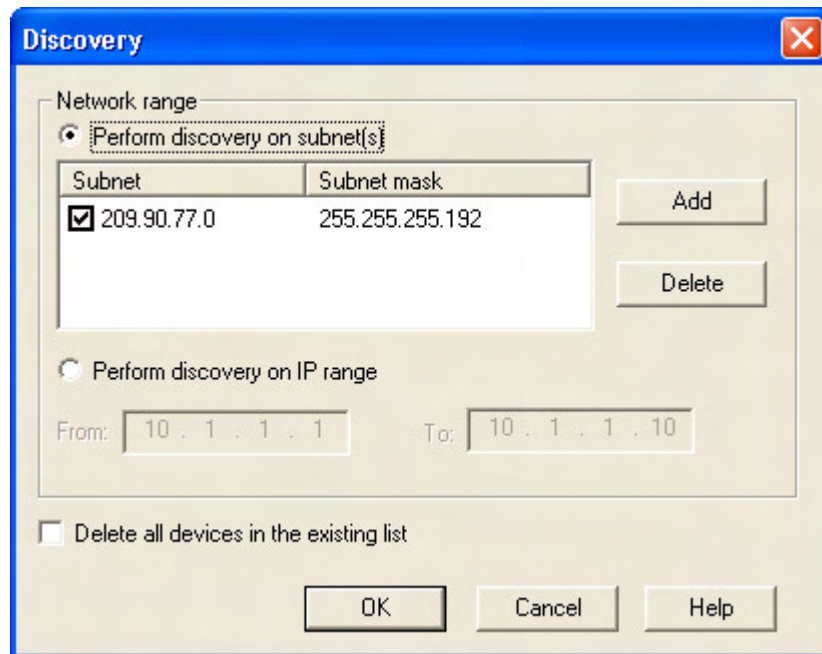 Discovery
Network range
Perform discovery on subnet(s)
Subnet Subnet mask
209.90.77.0 255.255.255.192
Add
Delete
Perform discovery on IP range
From: 10 . 1 . 1 . 1 To: 10 . 1 . 1 . 10
Delete all devices in the existing list
OK Cancel Help